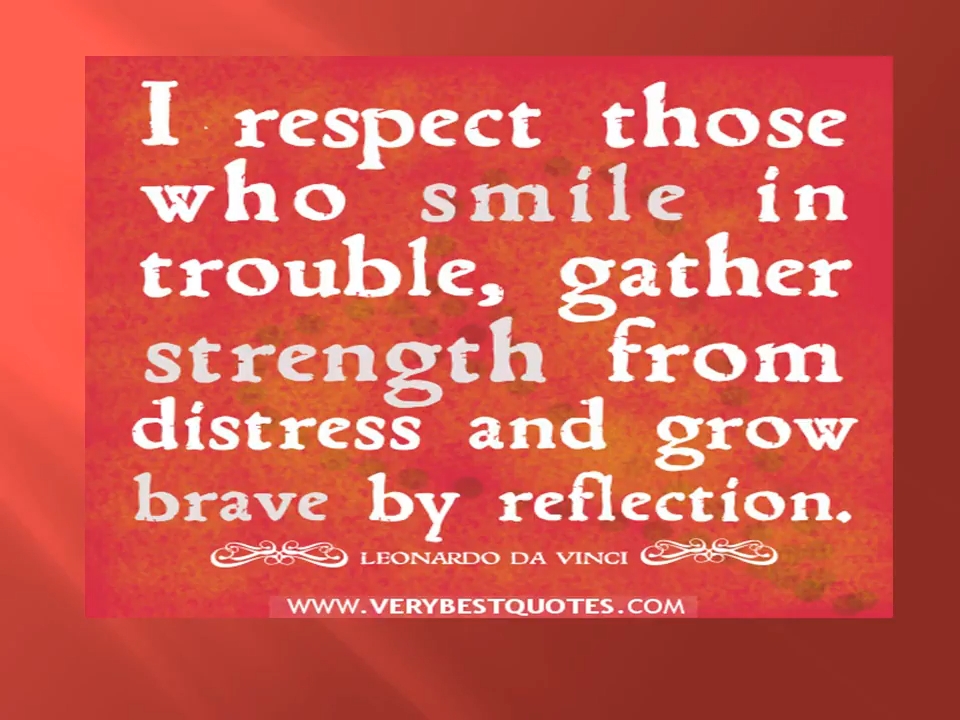 I respect those
who smile in
trouble, gather
strength from
distress and grow
brave by reflection.
LEONARDO DA VINCI
WWW.VERYBESTQUOTES.COM